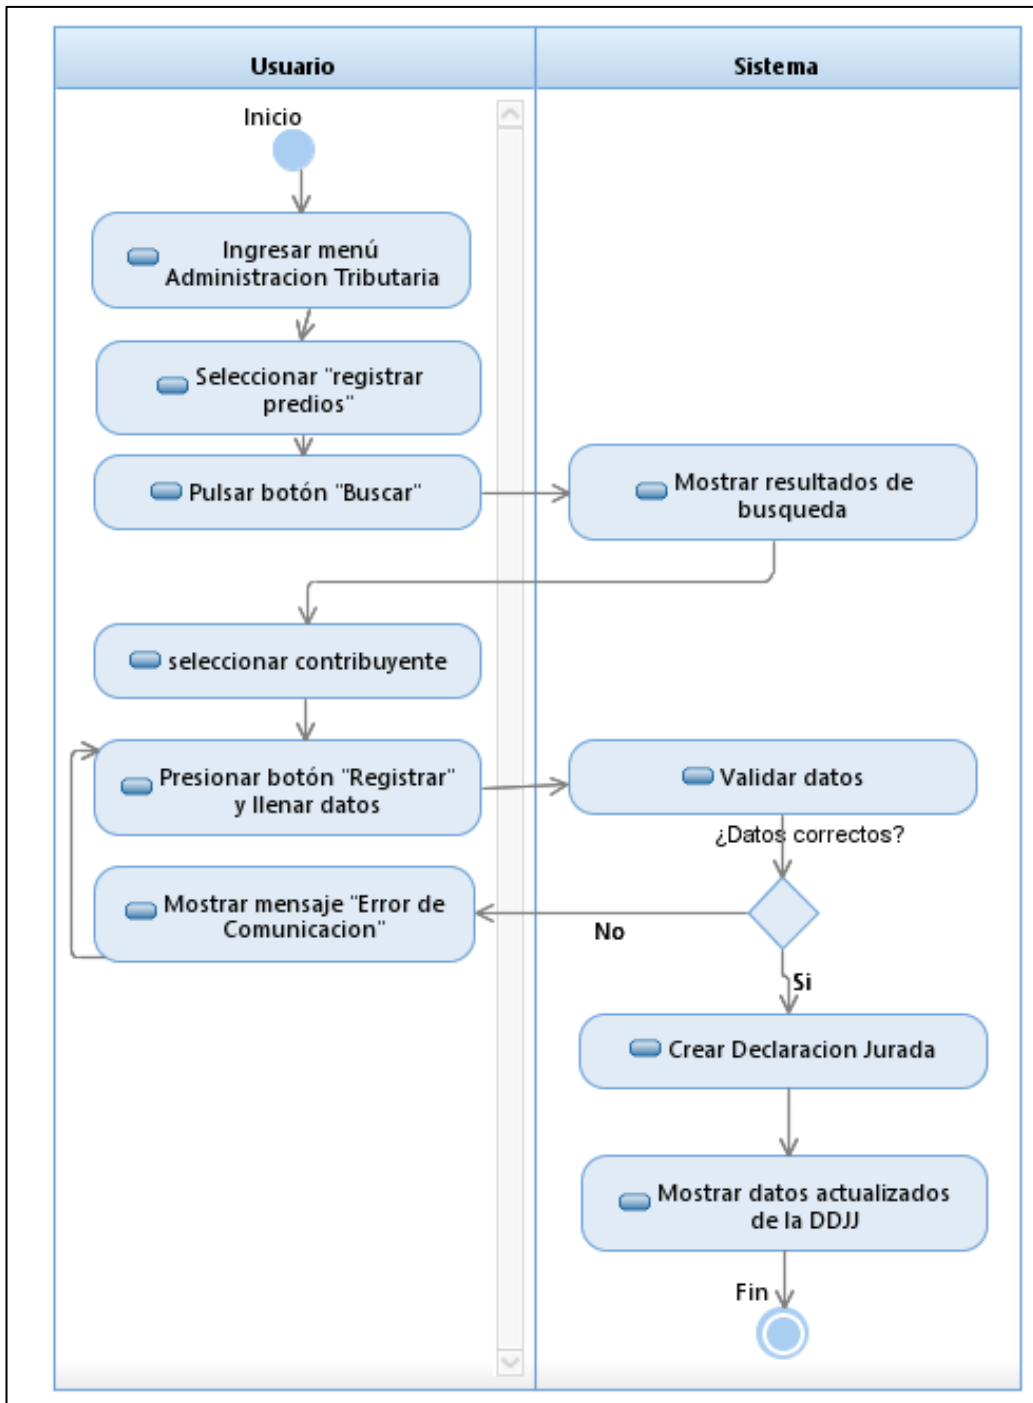 Usuario
Sistema
Inicio
Ingresar menú
Administracion Tributaria
Seleccionar "registrar
predios"
Pulsar botón "Buscar"
Mostrar resultados de
busqueda
seleccionar contribuyente
Presionar botón "Registrar"
y llenar datos
Validar datos
¿Datos correctos?
Mostrar mensaje "Error de
Comunicacion"
No
Si
Crear Declaracion Jurada
Mostrar datos actualizados
de la DDJJ
Fin